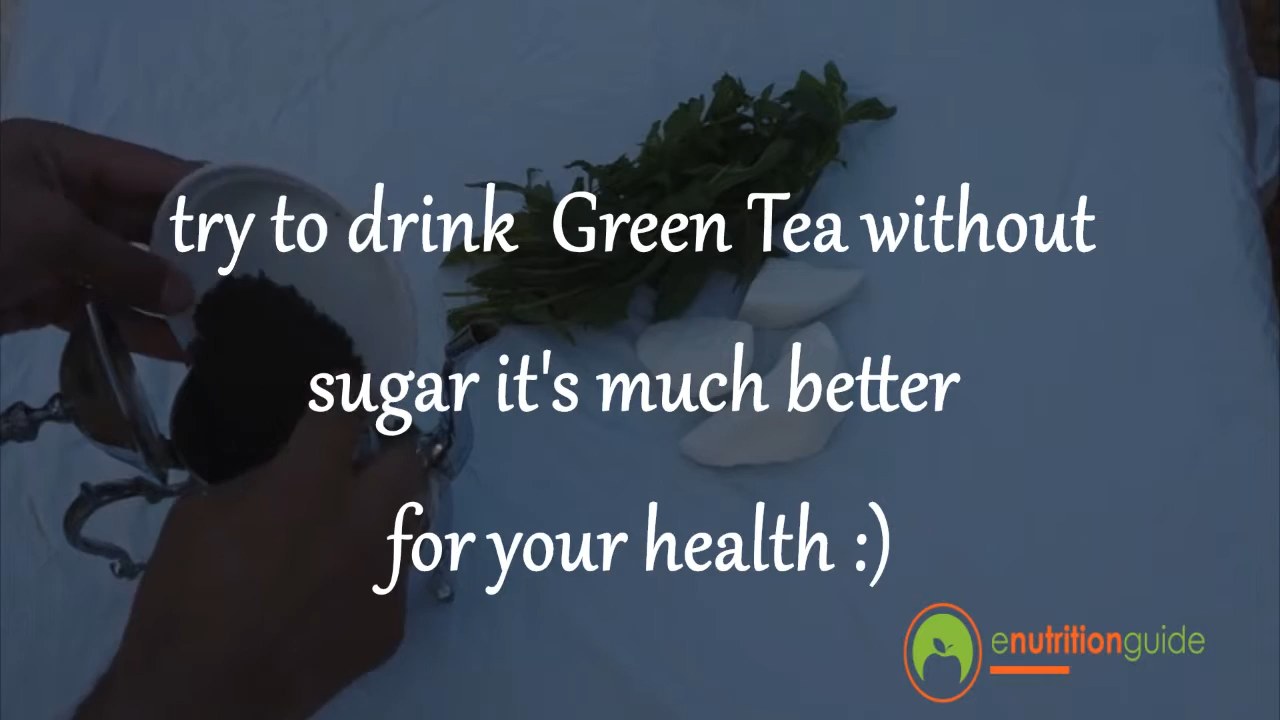 try to drink Green Tea without
sugar it's much better
for your health :)
enutritionguide